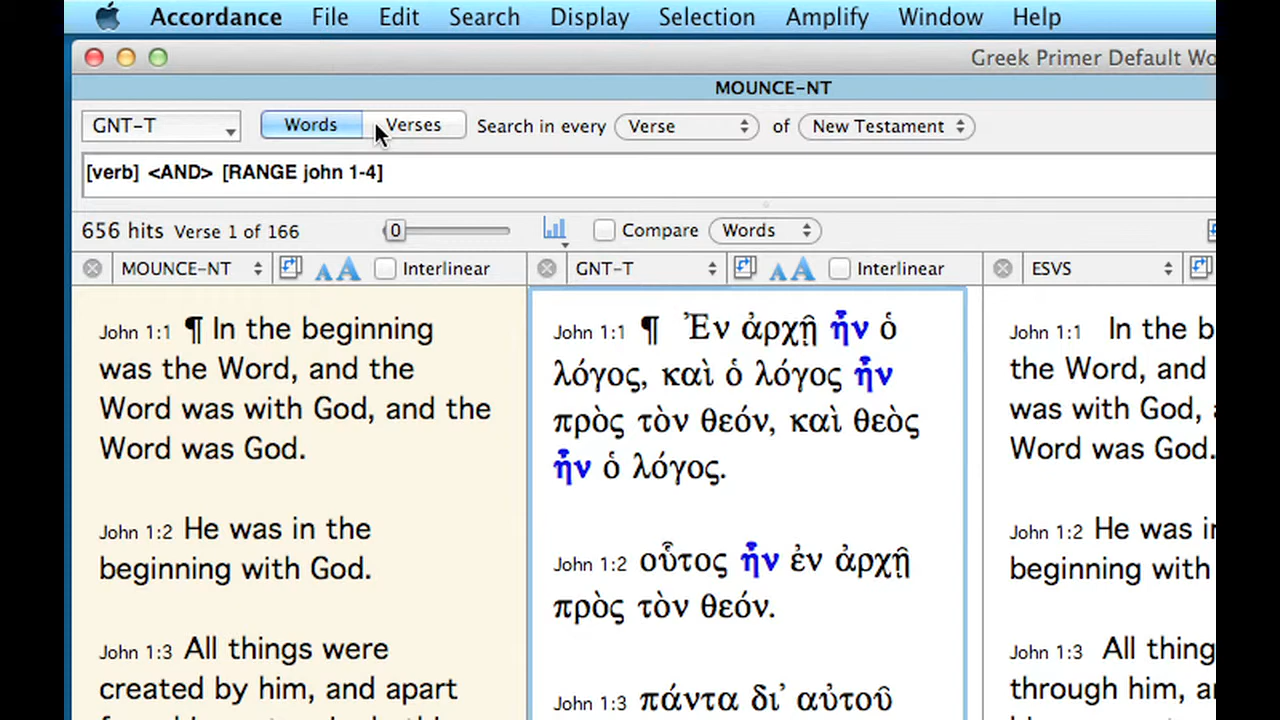 Accordance File Edit Search Display Selection Amplify Window Help
Greek Primer Default Wo
MOUNCE-NT
GNT-T Words Verses Search in every Verse of New Testament
[verb] <AND> [RANGE john 1-4]
656 hits Verse 1 of 166 0 Compare Words
MOUNCE-NT AA Interlinear
John 1:1 ¶ In the beginning
was the Word, and the
Word was with God, and the
Word was God.
John 1:2 He was in the
beginning with God.
John 1:3 All things were
created by him, and apart
GNT-T AA Interlinear
John 1:1 ¶ Ἐν ἀρχῇ ἦν ὁ
λόγος, καὶ ὁ λόγος ἦν
πρὸς τὸν θεόν, καὶ θεὸς
ἦν ὁ λόγος.
John 1:2 οὗτος ἦν ἐν ἀρχῇ
πρὸς τὸν θεόν.
John 1:3 πάντα δι’ αὐτοῦ
ESVS
John 1:1 In the b
the Word, and
was with God, a
Word was God.
John 1:2 He was in
beginning with
John 1:3 All thing
through him, an